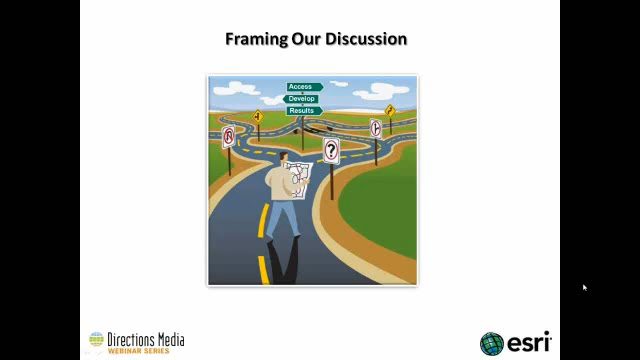 Framing Our Discussion
Access
Develop
Results
?
Directions Media
WEBINAR SERIES
esri